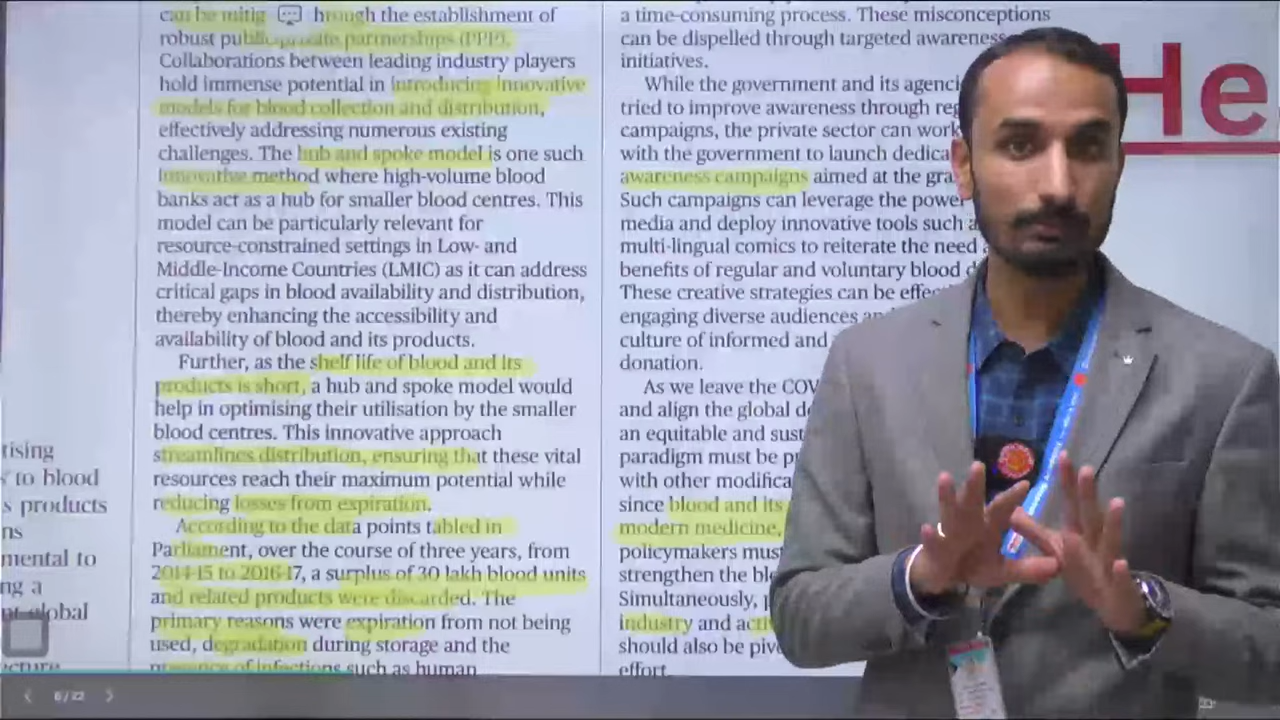 tising
to blood
s products
ns
mental to
ng a
global
can be mitig hrough the establishment of
robust public-private partnerships (PPP).
Collaborations between leading industry players
hold immense potential in introducing innovative
models for blood collection and distribution,
effectively addressing numerous existing
challenges. The hub and spoke model is one such
innovative method where high-volume blood
banks act as a hub for smaller blood centres. This
model can be particularly relevant for
resource-constrained settings in Low- and
Middle-Income Countries (LMIC) as it can address
critical gaps in blood availability and distribution,
thereby enhancing the accessibility and
availability of blood and its products.
Further, as the shelf life of blood and its
products is short, a hub and spoke model would
help in optimising their utilisation by the smaller
blood centres. This innovative approach
streamlines distribution, ensuring that these vital
resources reach their maximum potential while
reducing losses from expiration.
According to the data points tabled in
Parliament, over the course of three years, from
2014-15 to 2016-17, a surplus of 30 lakh blood units
and related products were discarded. The
primary reasons were expiration from not being
used, degradation during storage and the
presence of infections such as human
a time-consuming process. These misconceptions
can be dispelled through targeted awareness
initiatives.
While the government and its agenci
tried to improve awareness through reg
campaigns, the private sector can work
with the government to launch dedica
awareness campaigns aimed at the gra
Such campaigns can leverage the power
media and deploy innovative tools such a
multi-lingual comics to reiterate the need
benefits of regular and voluntary blood d
These creative strategies can be effec
engaging diverse audiences an
culture of informed and
donation.
As we leave the COV
and align the global de
an equitable and sust
paradigm must be pr
with other modifica
since blood and its
modern medicine,
policymakers must
strengthen the blo
Simultaneously, p
industry and acti
should also be pivo
effort.
He
6 / 22